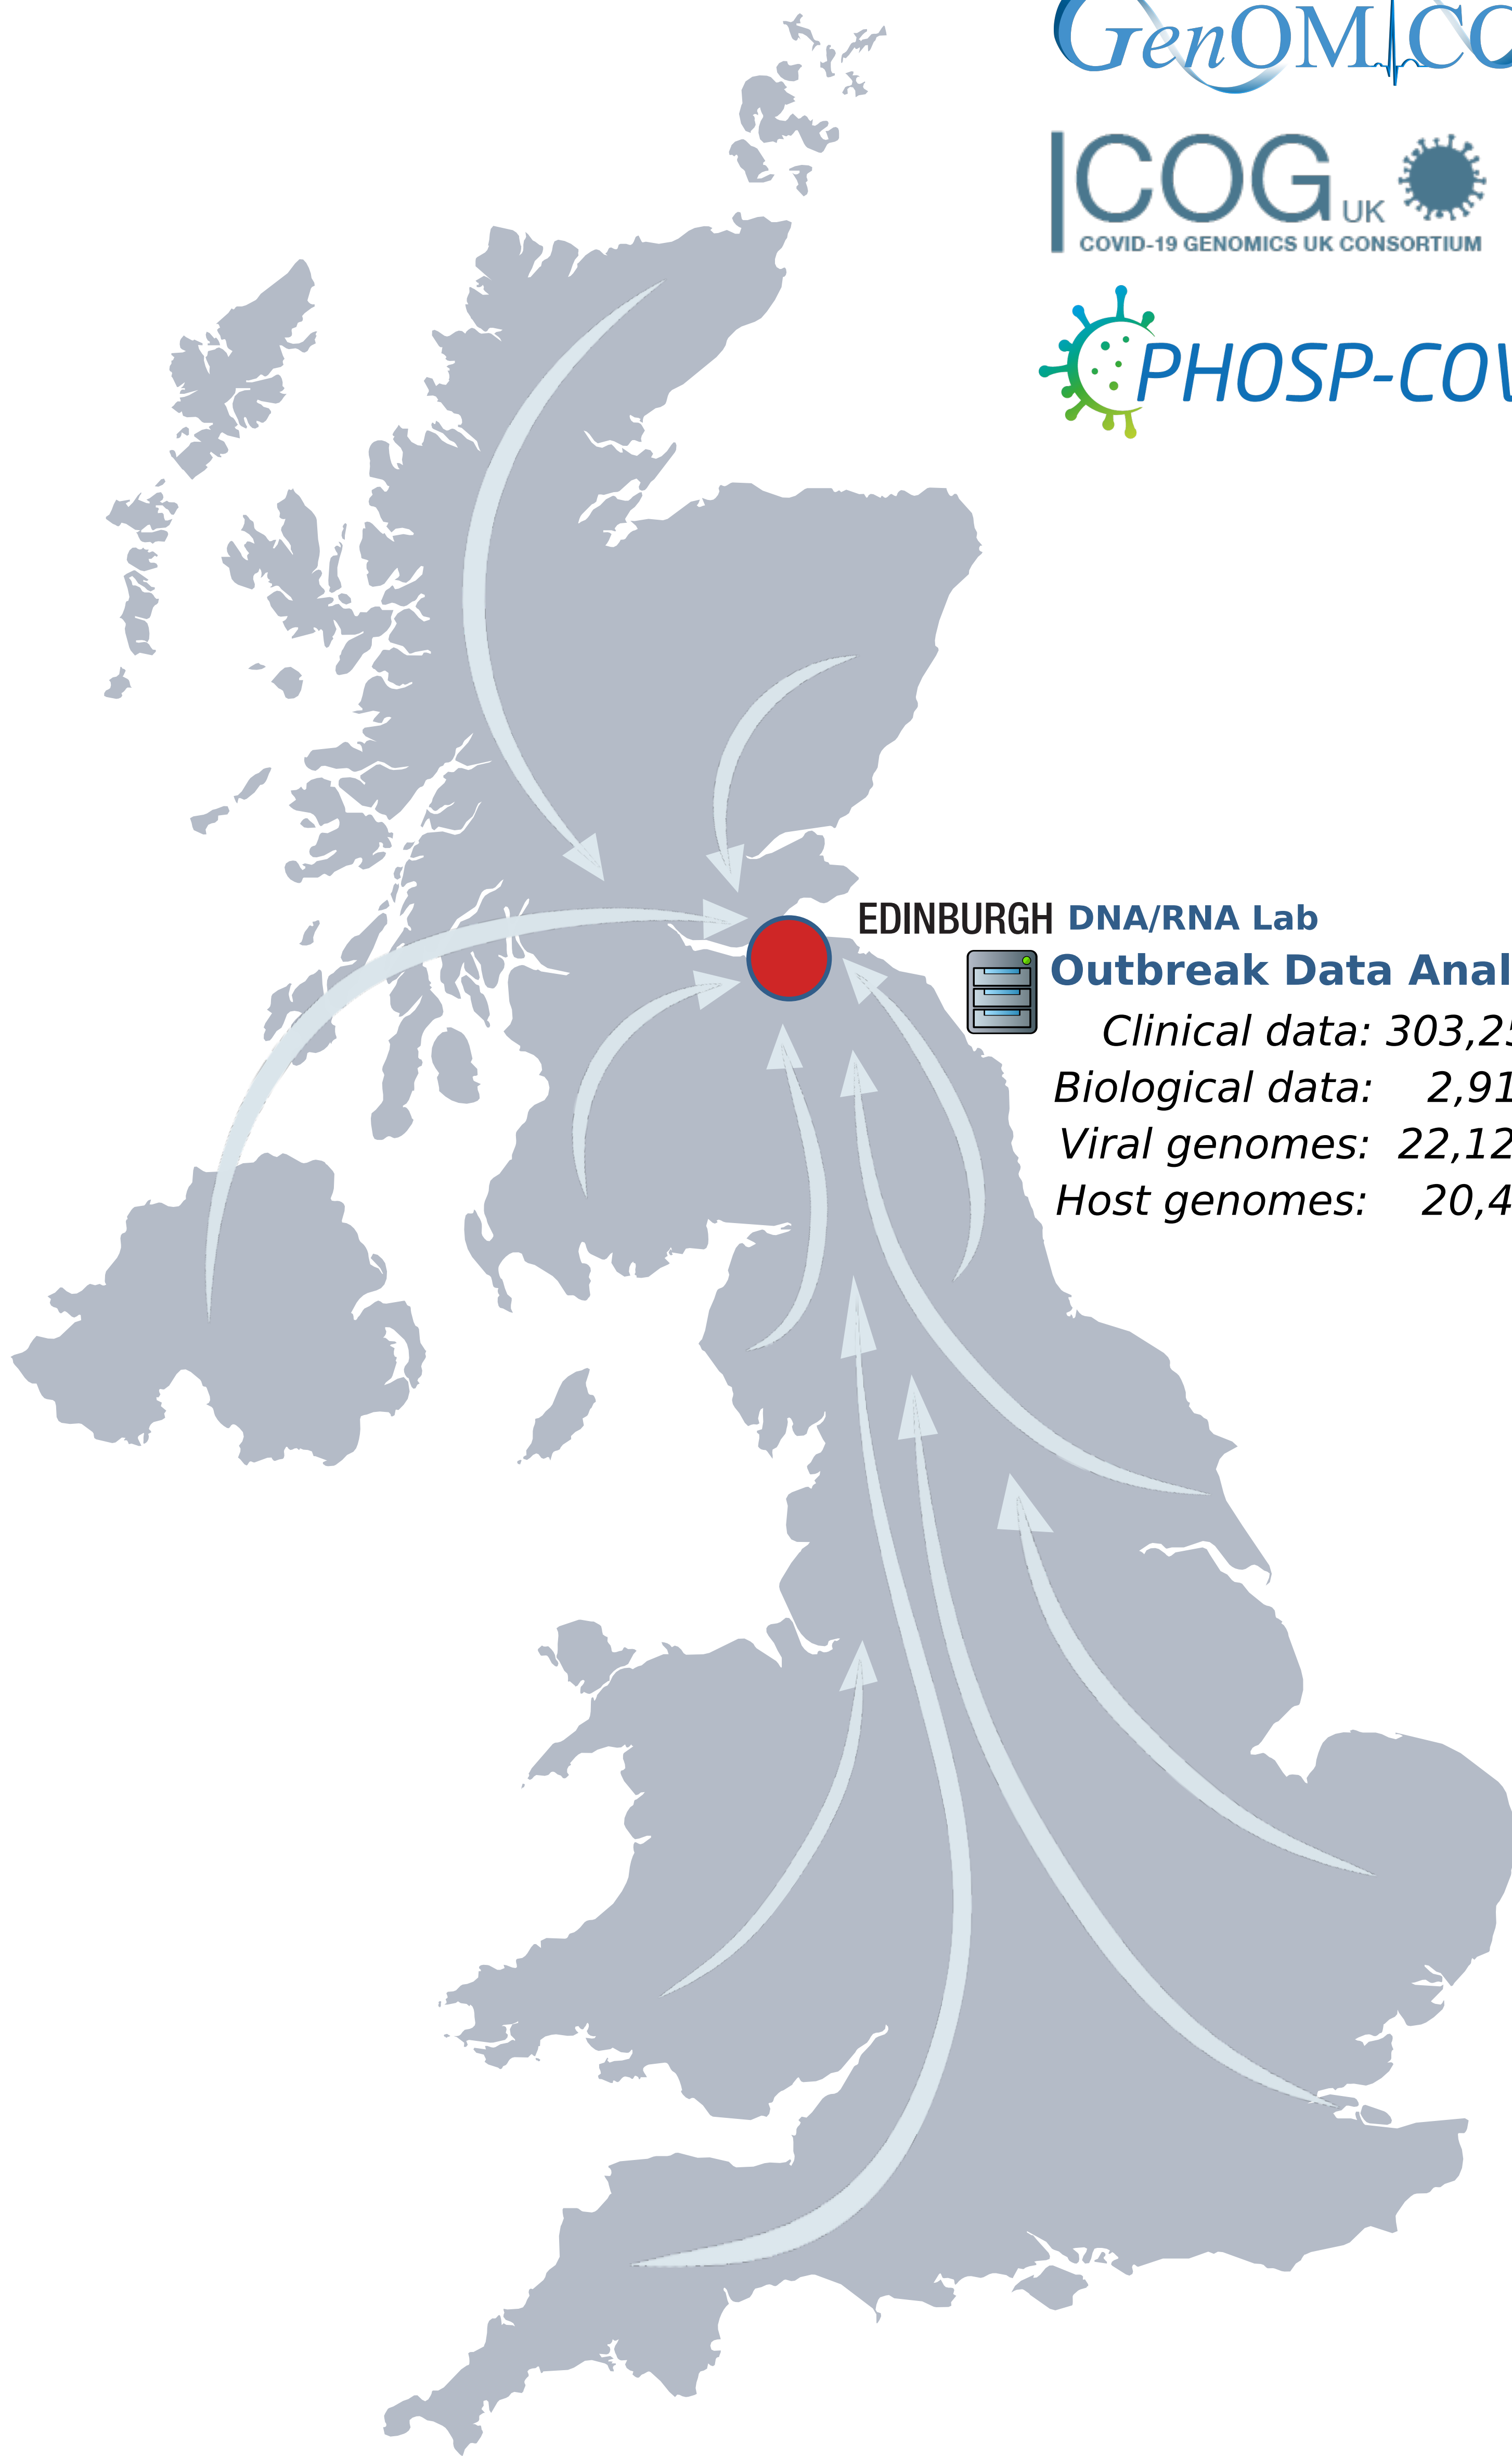 GenOMICC
COG UK
COVID-19 GENOMICS UK CONSORTIUM
PHOSP-COV
EDINBURGH DNA/RNA Lab
Outbreak Data Anal
Clinical data: 303,25
Biological data: 2,91
Viral genomes: 22,12
Host genomes: 20,4